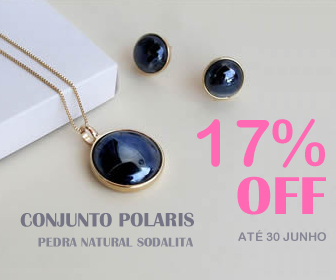 17%
OFF
CONJUNTO POLARIS
PEDRA NATURAL SODALITA
ATÉ 30 JUNHO